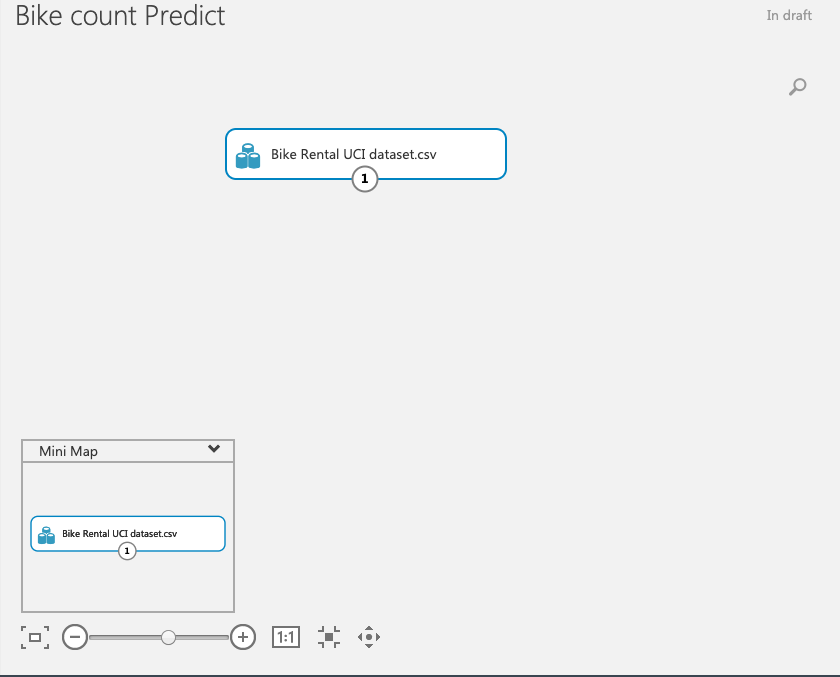 Bike count Predict
In draft
Bike Rental UCI dataset.csv
1
Mini Map
Bike Rental UCI dataset.csv
1
1:1